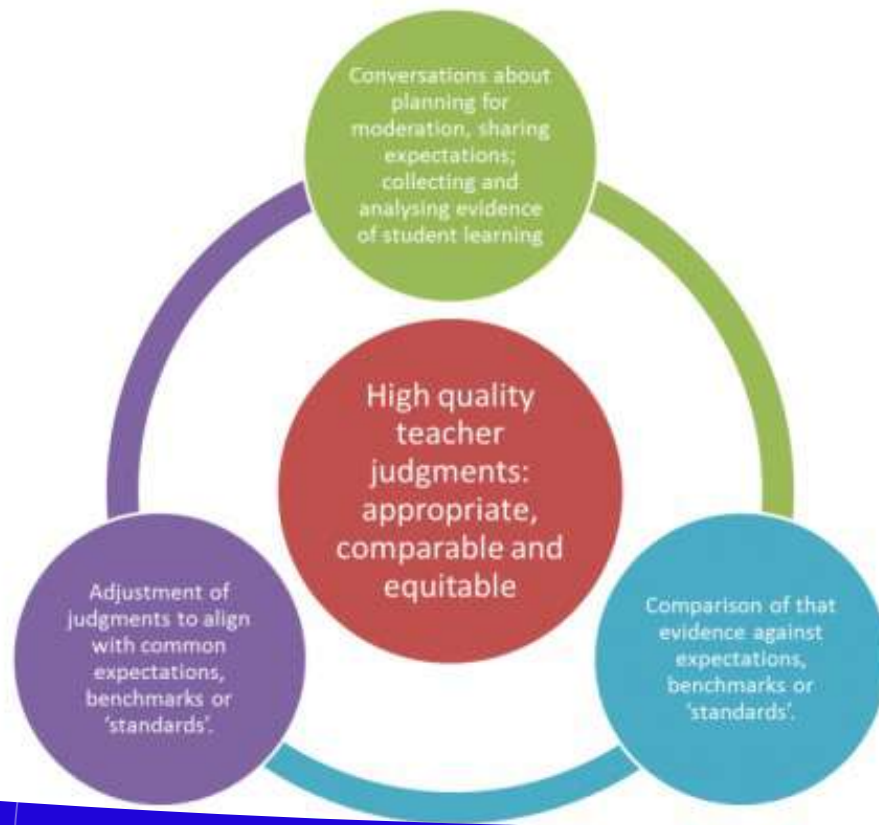 Conversations about
planning for
moderation, sharing
expectations;
collecting and
analysing evidence
of student learning
High quality
teacher
judgments:
appropriate,
comparable and
equitable
Adjustment of
judgments to align
with common
expectations,
benchmarks or
‘standards’.
Comparison of that
evidence against
expectations,
benchmarks or
‘standards’.